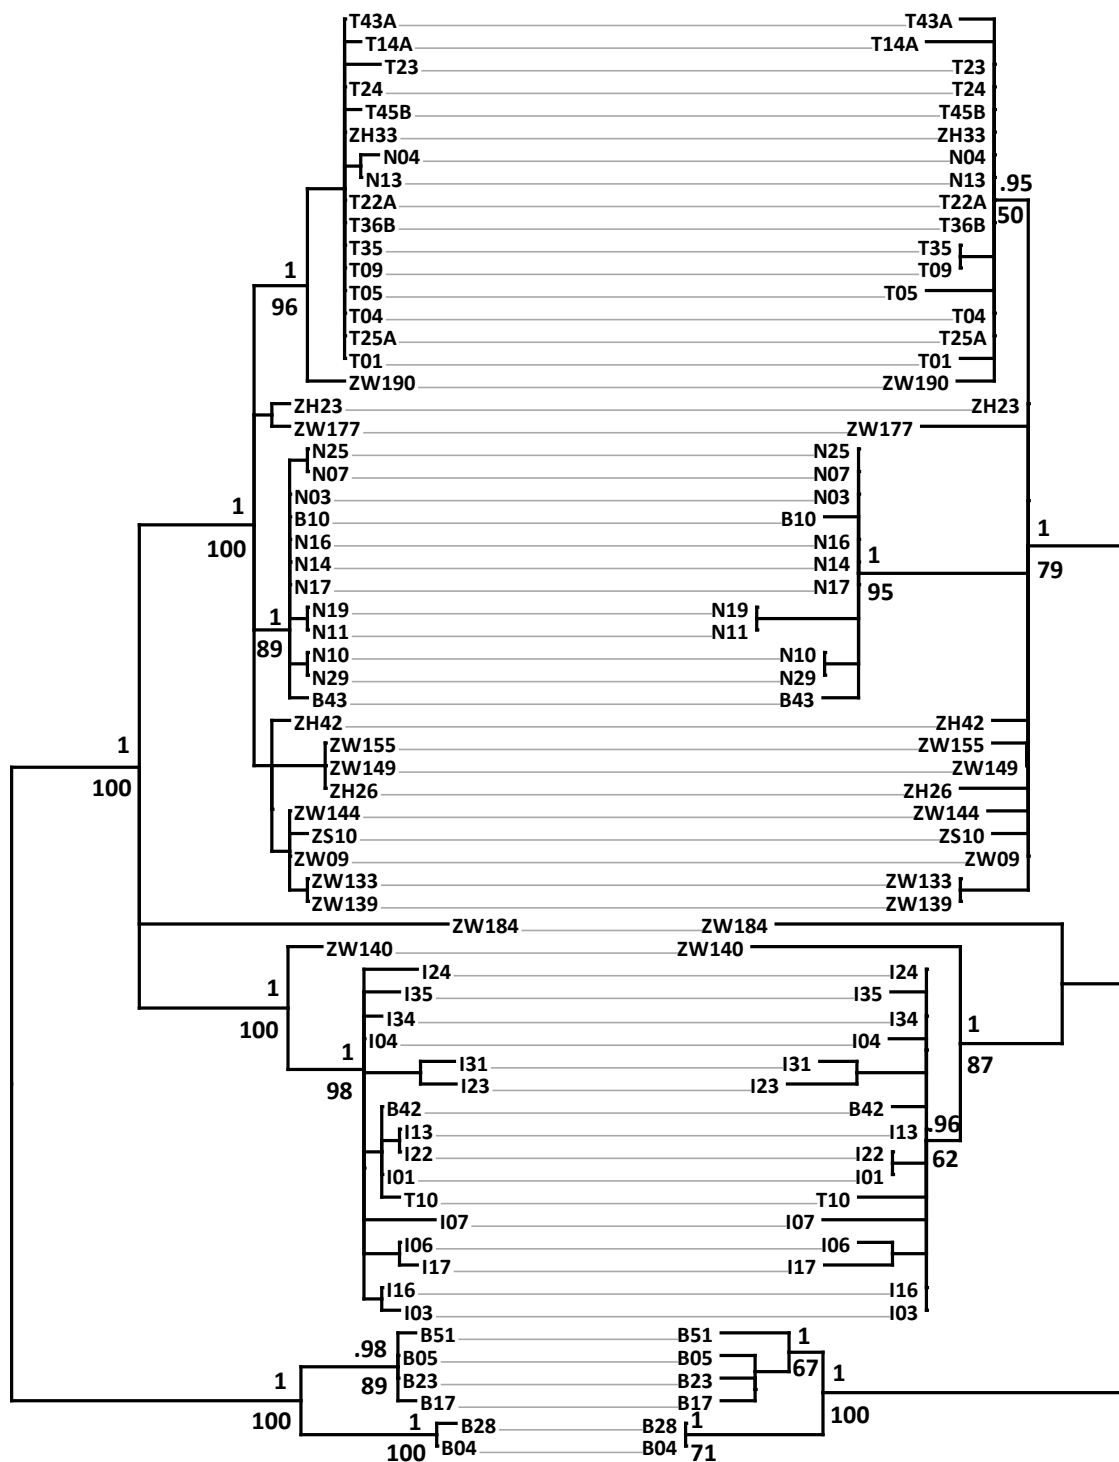 T43A T43A
T14A T14A
T23 T23
T24 T24
T45B T45B
ZH33 ZH33
N04 N04
N13 N13 .95
T22A T22A 50
T36B T36B
T35 T35
1 T09 T09
96 T05 T05
T04 T04
T25A T25A
T01 T01
ZW190 ZW190
ZH23 ZH23
ZW177 ZW177
N25 N25
N07 N07
1 N03 N03
B10 B10 1
100 N16 N16 1
N14 N14 79
N17 N17 95
1 N19 N19
89 N11 N11
N10 N10
N29 N29
B43 B43
ZH42 ZH42
1 ZW155 ZW155
100 ZW149 ZW149
ZH26 ZH26
ZW144 ZW144
ZS10 ZS10
ZW09 ZW09
ZW133 ZW133
ZW139 ZW139
ZW184 ZW184
ZW140 ZW140
I24 I24
1 I35 I35
100 I34 I34 1
1 I04 I04
98 I31 I31 87
I23 I23
B42 B42
I13 I13 .96
I22 I22 62
I01 I01
T10 T10
I07 I07
I06 I06
I17 I17
I16 I16
I03 I03
.98 B51 B51 1
B05 B05 67
1 89 B23 B23 1
B17 B17
100 1 B28 B28 1 100
100 B04 B04 71